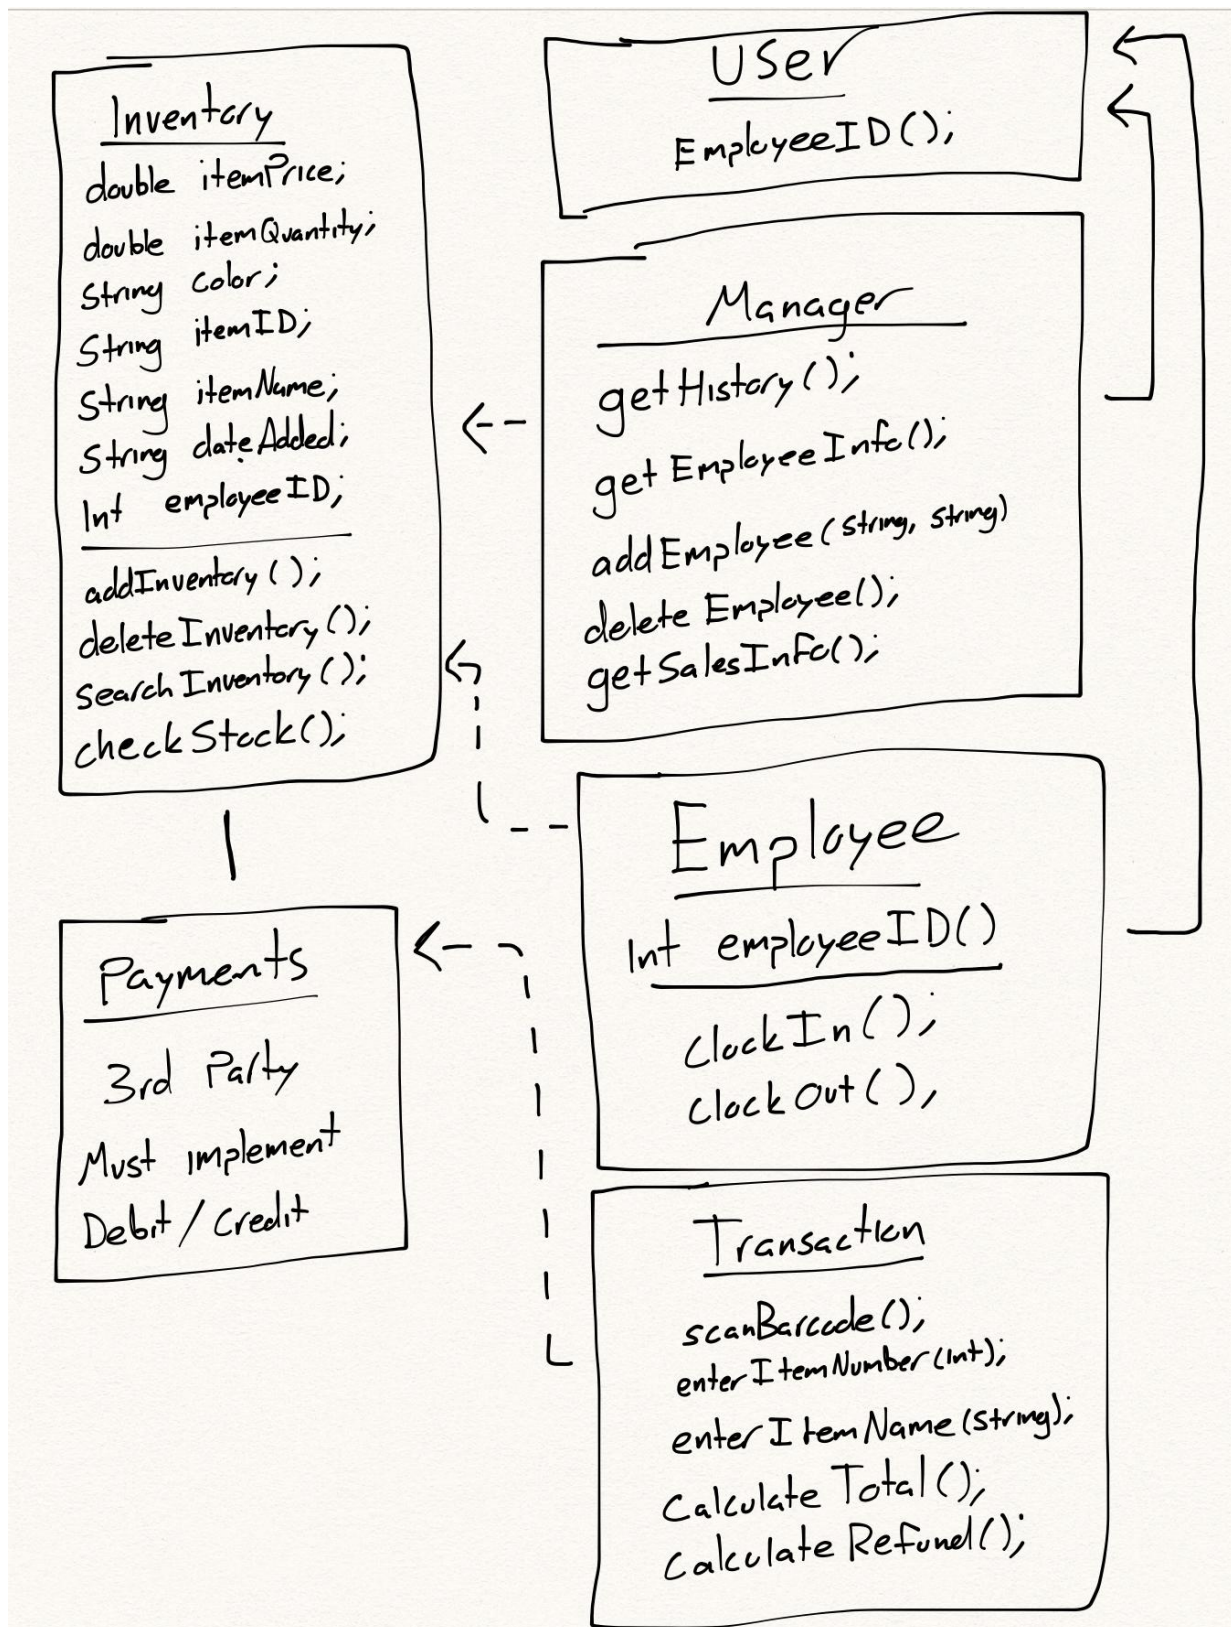 Inventory
double itemPrice;
double itemQuantity;
String Color;
String itemID;
String itemName;
String dateAdded;
Int employeeID;
addInventory();
deleteInventory();
searchInventory();
checkStock();
Payments
3rd Party
Must implement
Debit/Credit
User
EmployeeID();
Manager
getHistory();
getEmployeeInfo();
addEmployee(string, string)
deleteEmployee();
getSalesInfo();
Employee
Int employeeID()
ClockIn();
ClockOut();
Transaction
scanBarcode();
enterItemNumber(int);
enterItemName(string);
CalculateTotal();
CalculateRefund();